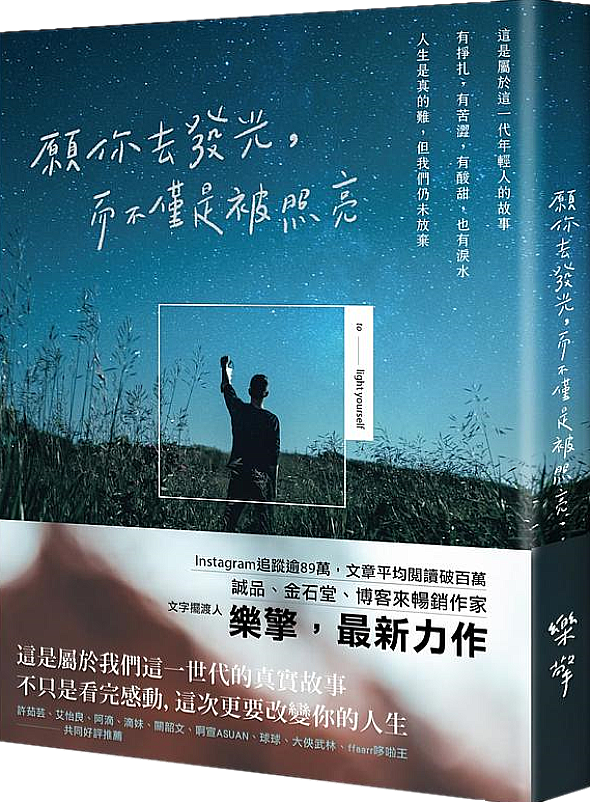 願你去發光，
而不僅是被照亮
這是屬於這一代年輕人的故事
有掙扎，有苦澀，有酸甜，也有淚水
人生是真的難，但我們仍未放棄
to — light yourself
Instagram追蹤逾89萬，文章平均閱讀破百萬
誠品、金石堂、博客來暢銷作家
文字擺渡人 樂擎，最新力作
這是屬於我們這一世代的真實故事
不只是看完感動，這次更要改變你的人生
許茹芸、艾怡良、阿滴、滴妹、關韶文、啊宣ASUAN、球球、大俠武林、ffaarr哆啦王
——共同好評推薦
願你去發光，而不僅是被照亮：
樂擎